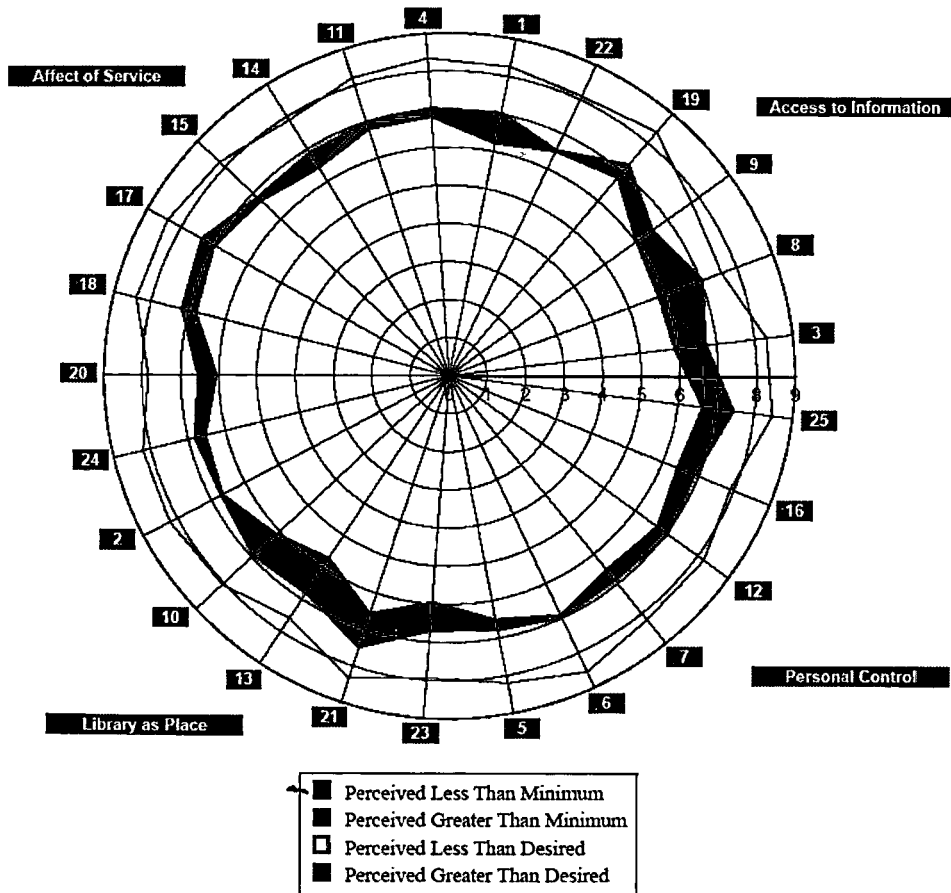 4
1
11
22
14
19
Affect of Service
Access to Information
15
9
17
8
18
3
20
0 1 2 3 4 5 6 7 8 9
25
24
16
2
12
10
7
13
Personal Control
6
Library as Place
21
23
5
Perceived Less Than Minimum
Perceived Greater Than Minimum
Perceived Less Than Desired
Perceived Greater Than Desired